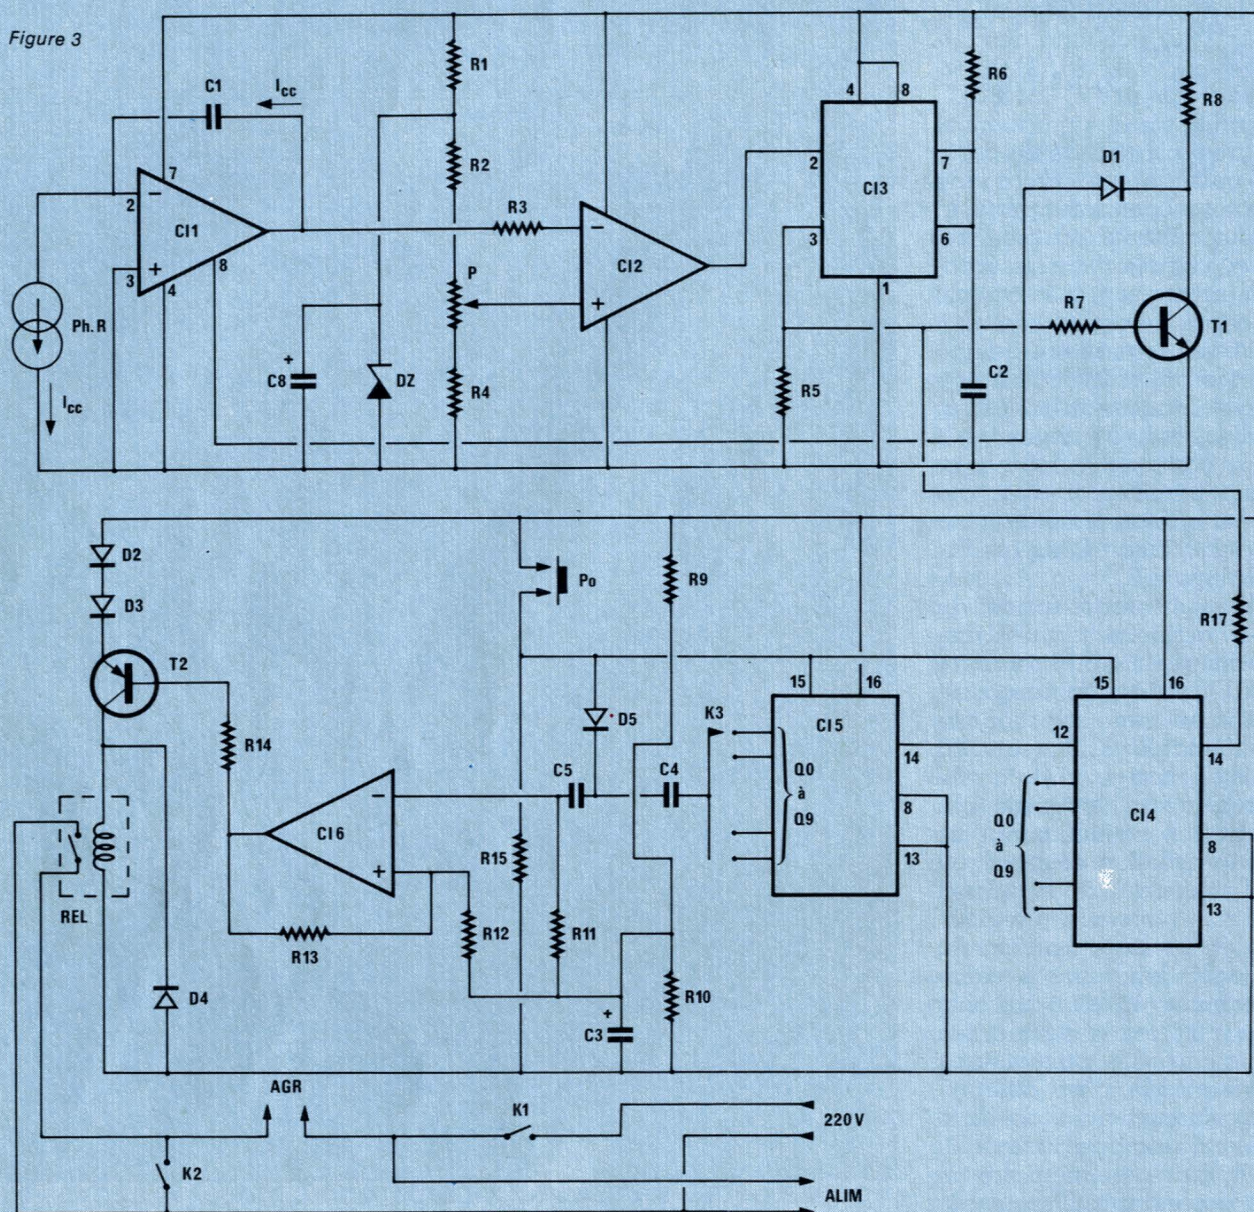 Figure 3
C1
Icc
R1
R2
R3
P
R4
7
2
3
4
8
CI1
Ph.R
Icc
+
C8
DZ
CI2
4
8
2
3
7
6
1
CI3
R5
R6
R7
R8
D1
T1
C2
D2
D3
T2
R14
REL
D4
R13
CI6
R12
R11
R15
C5
D5
C4
Po
R9
R10
+
C3
K3
15
16
CI5
Q0
à
Q9
14
8
13
R17
15
16
12
14
CI4
Q0
à
Q9
8
13
AGR
K1
K2
220 V
ALIM